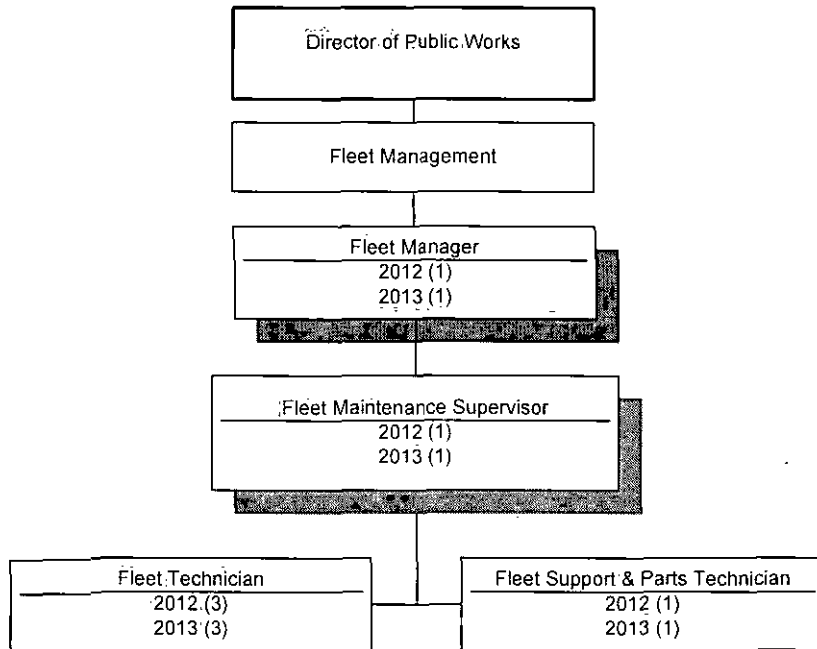 Director of Public Works
Fleet Management
Fleet Manager
2012 (1)
2013 (1)
Fleet Maintenance Supervisor
2012 (1)
2013 (1)
Fleet Technician
2012 (3)
2013 (3)
Fleet Support & Parts Technician
2012 (1)
2013 (1)